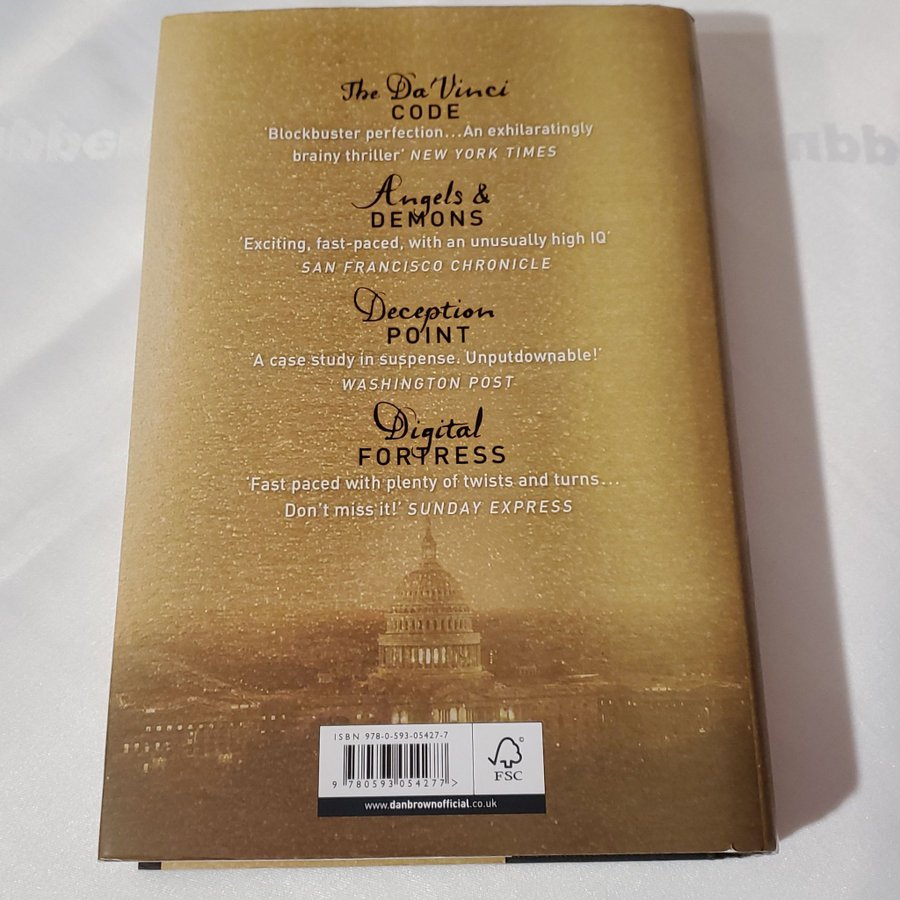 The Da Vinci
CODE
'Blockbuster perfection...An exhilaratingly
brainy thriller' NEW YORK TIMES
Angels &
DEMONS
'Exciting, fast-paced, with an unusually high IQ'
SAN FRANCISCO CHRONICLE
Deception
POINT
'A case study in suspense. Unputdownable!'
WASHINGTON POST
Digital
FORTRESS
'Fast paced with plenty of twists and turns...
Don't miss it!' SUNDAY EXPRESS
ISBN 978-0-593-05427-7
9 780593 054277 >
©
FSC
www.danbrownofficial.co.uk